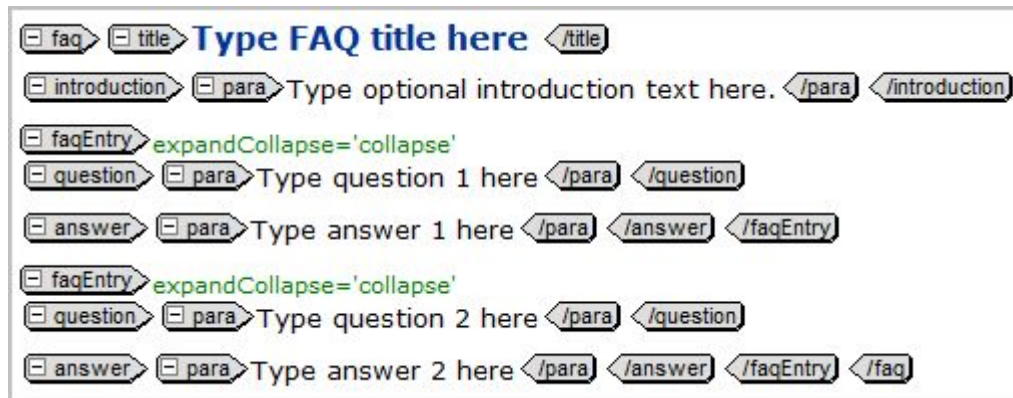 faq title Type FAQ title here /title
introduction para Type optional introduction text here. /para /introduction
faqEntry expandCollapse='collapse'
question para Type question 1 here /para /question
answer para Type answer 1 here /para /answer /faqEntry
faqEntry expandCollapse='collapse'
question para Type question 2 here /para /question
answer para Type answer 2 here /para /answer /faqEntry /faq